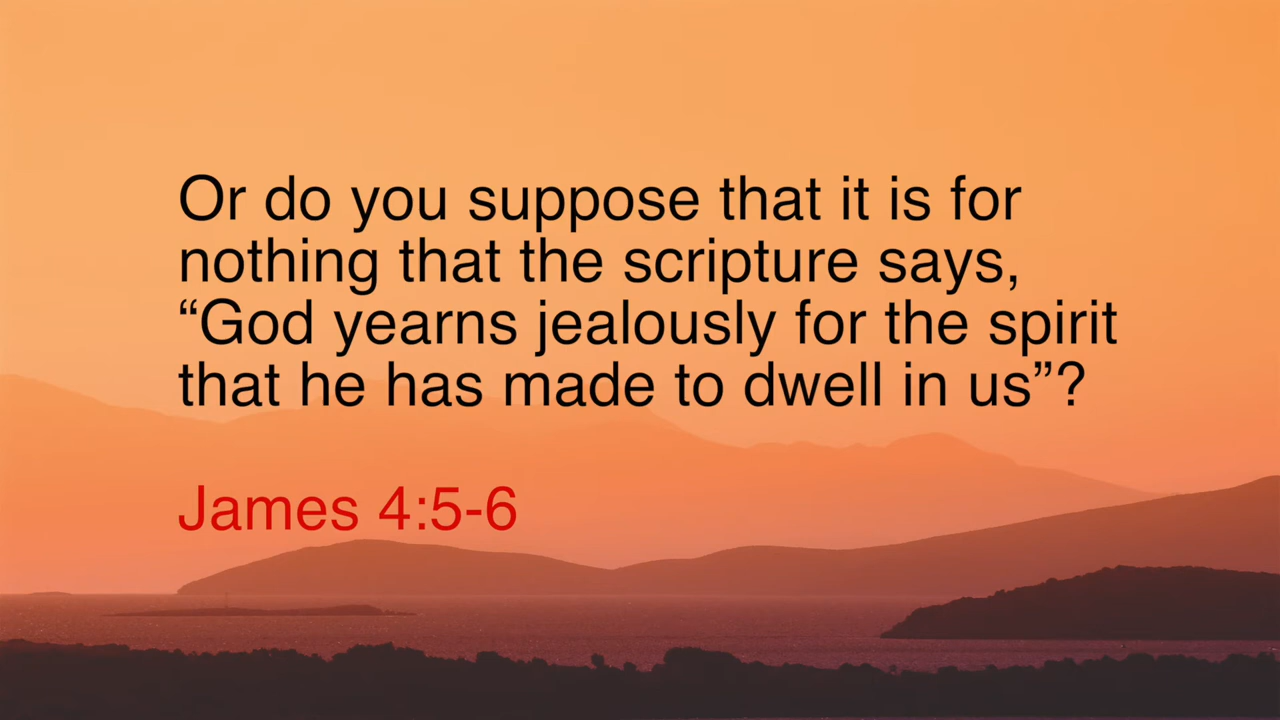 Or do you suppose that it is for
nothing that the scripture says,
“God yearns jealously for the spirit
that he has made to dwell in us”?
James 4:5-6